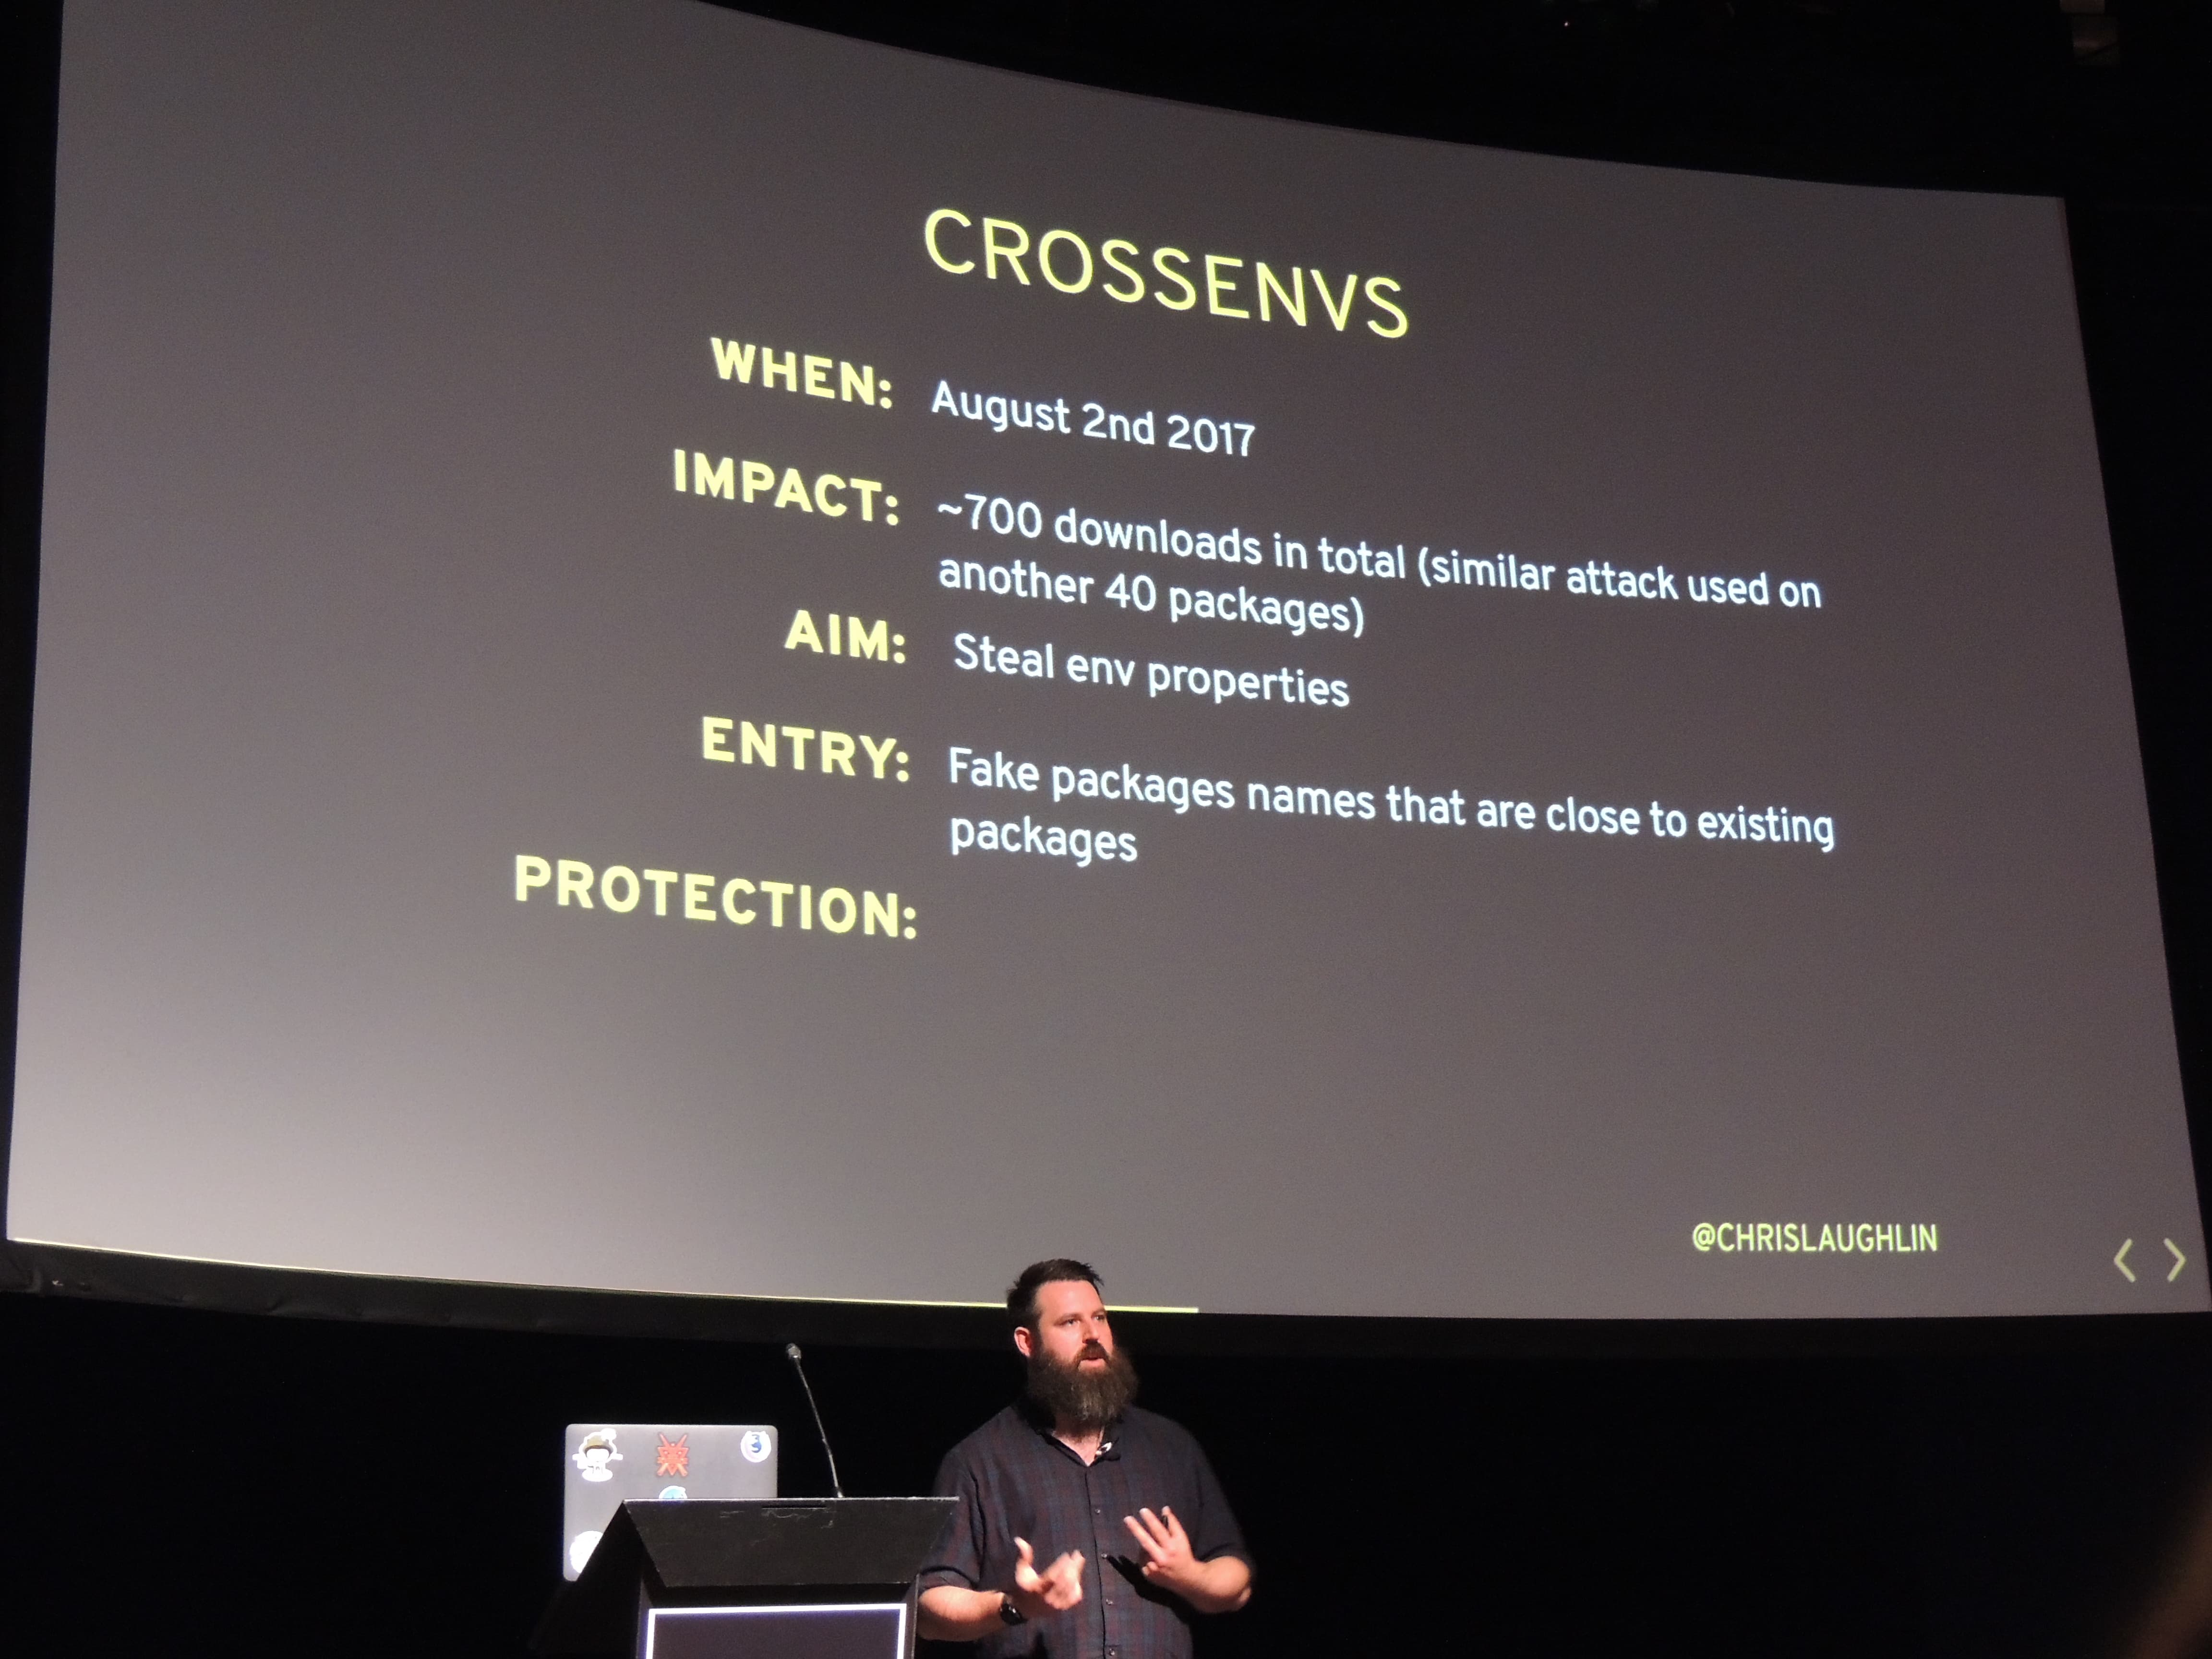 CROSSENVS
WHEN: August 2nd 2017
IMPACT: ~700 downloads in total (similar attack used on
another 40 packages)
AIM: Steal env properties
ENTRY: Fake packages names that are close to existing
packages
PROTECTION:
@CHRISLAUGHLIN